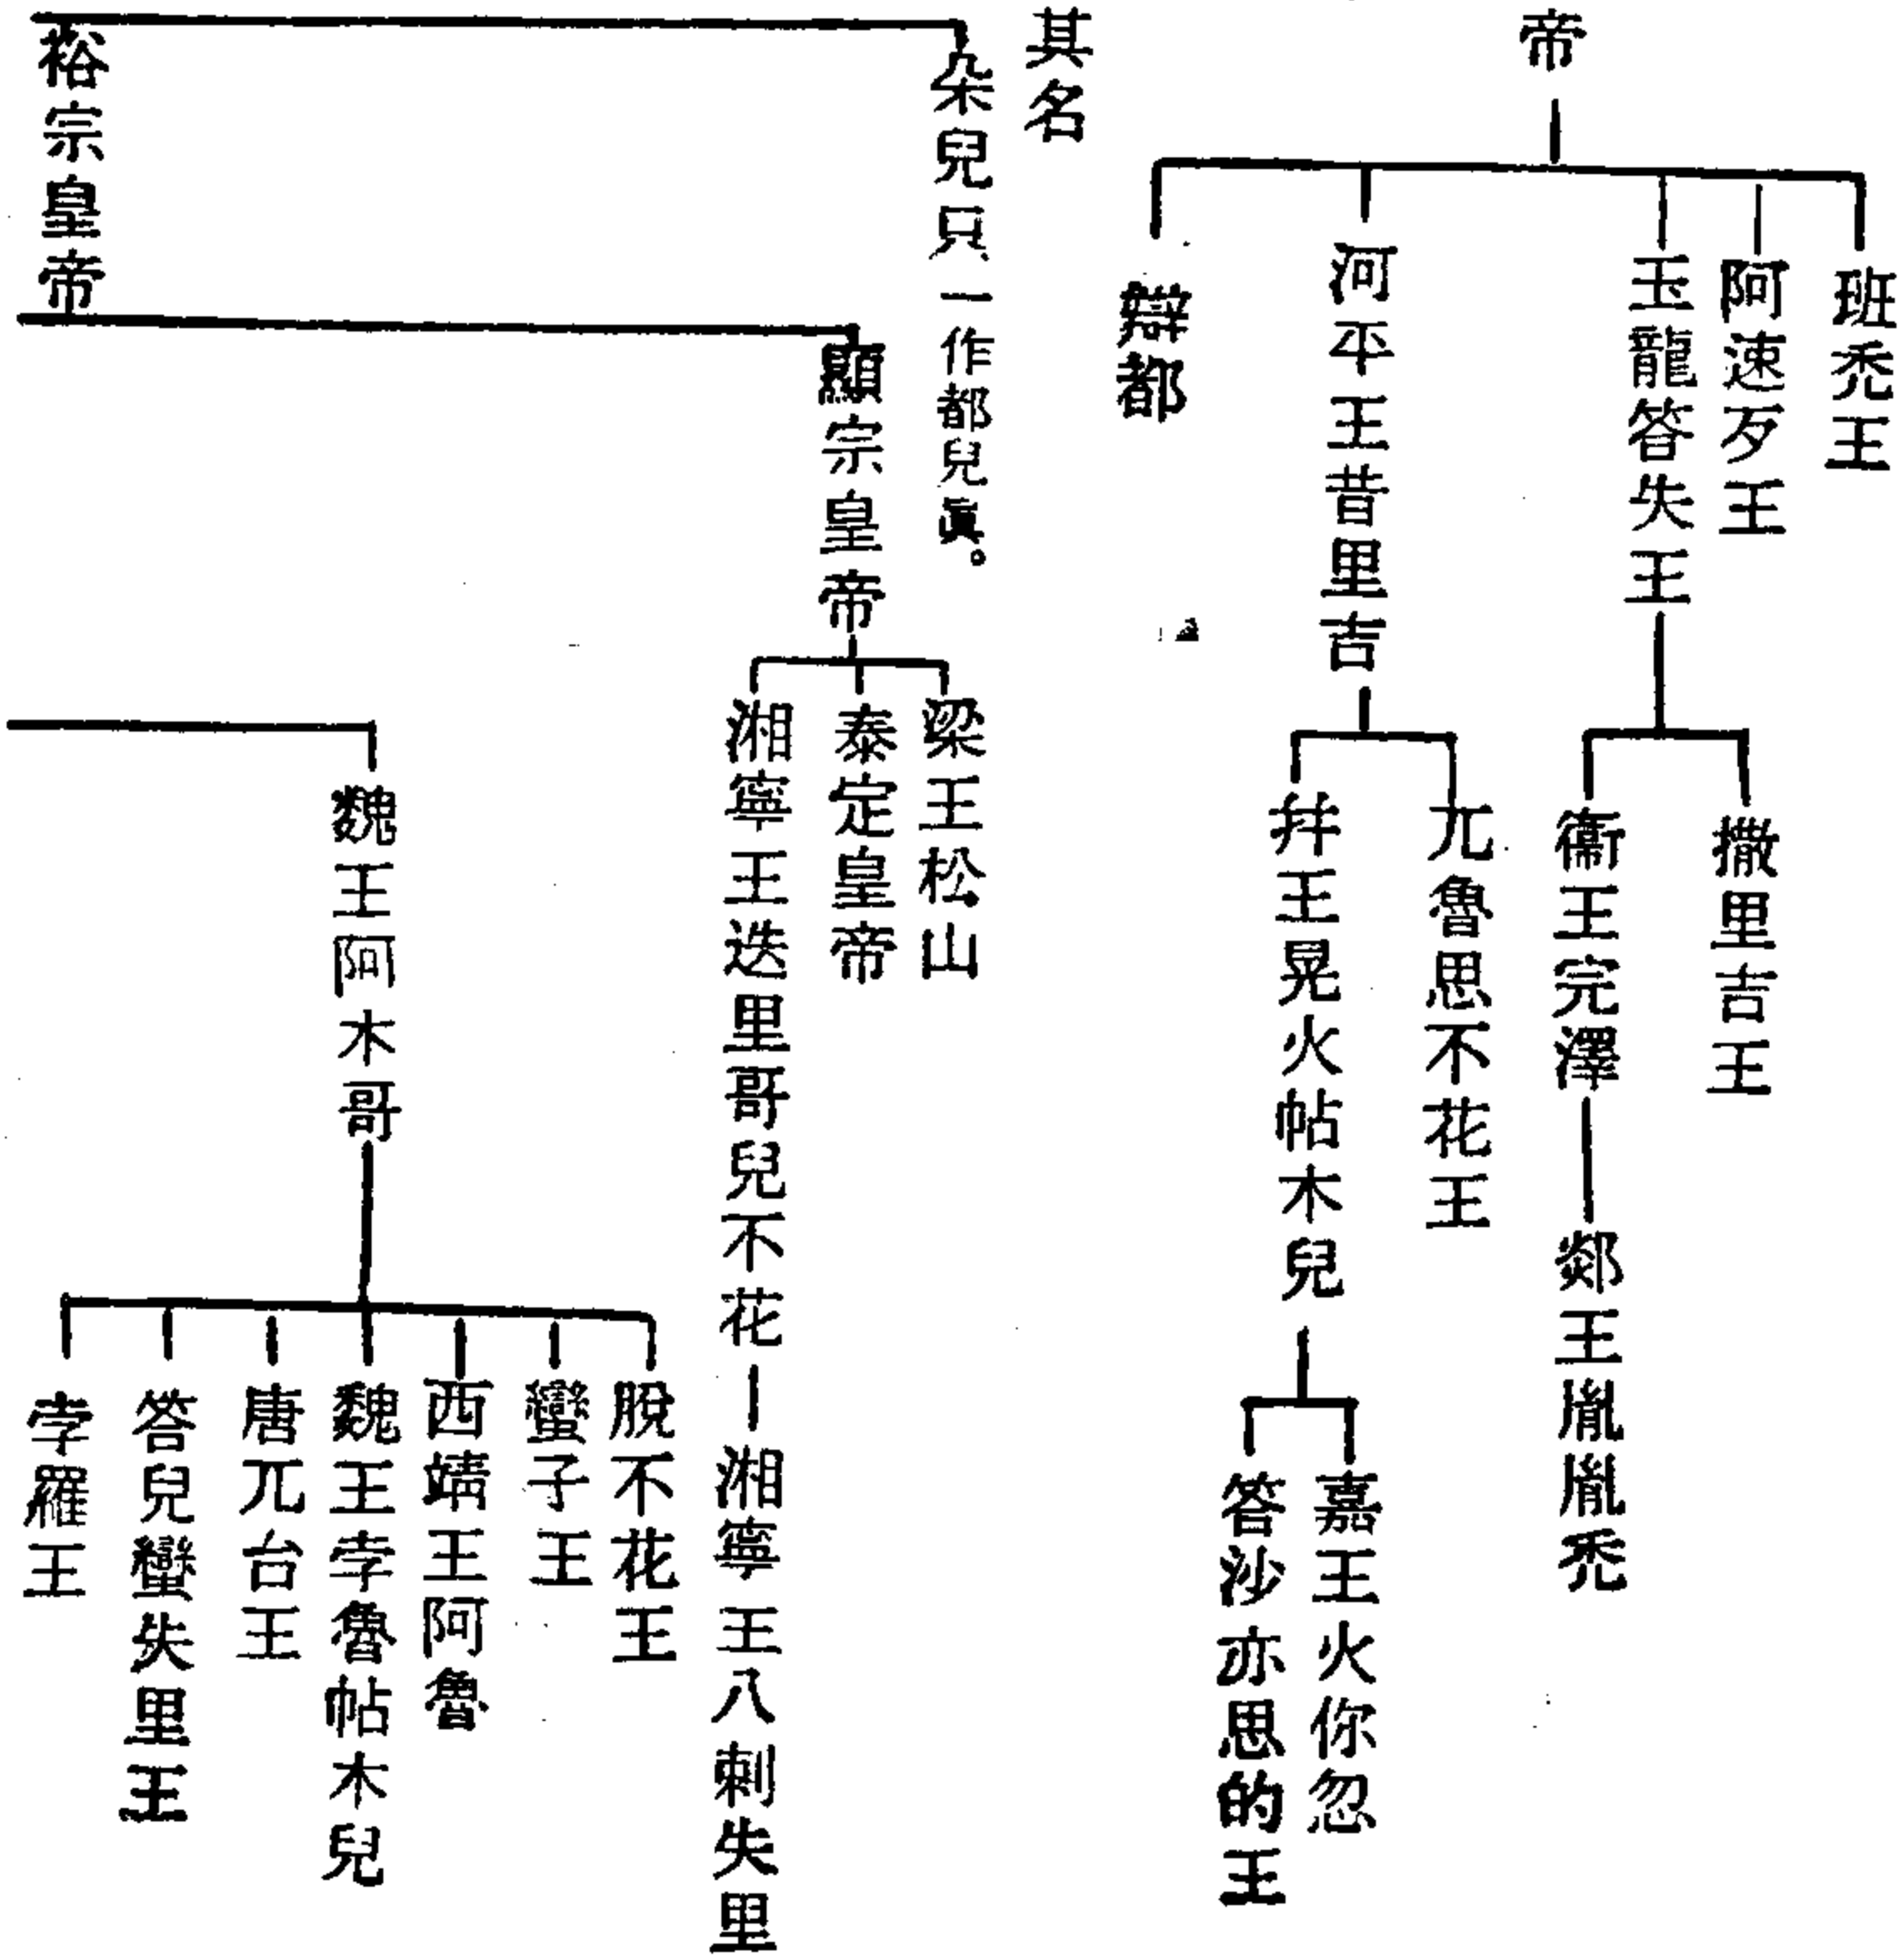 帝
班禿王
阿速歹王
玉龍答失王
撒里吉王
衞王完澤
郯王胤胤禿
河平王昔里吉
兀魯思不花王
幷王晃火帖木兒
嘉王火你忽
答沙亦思的王
辯都
其名
朵兒只一作都兒眞。
裕宗皇帝
顯宗皇帝
梁王松山
泰定皇帝
湘寧王迭里哥兒不花
湘寧王八剌失里
魏王阿木哥
脫不花王
蠻子王
西靖王阿魯
魏王孛魯帖木兒
唐兀台王
答兒蠻失里王
孛羅王